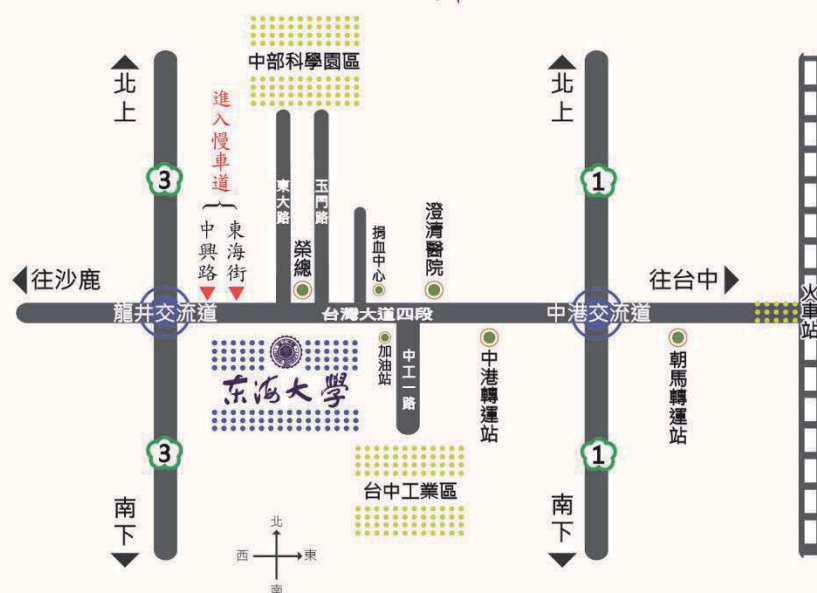 中部科學園區
北上
北上
進入慢車道
3
1
東大路
玉門路
中興路
東海街
榮總
捐血中心
澄清醫院
往沙鹿
往台中
龍井交流道
台灣大道四段
中港交流道
火車站
东海大學
加油站
中工一路
中港轉運站
朝馬轉運站
3
1
台中工業區
南下
南下
北
西
東
南